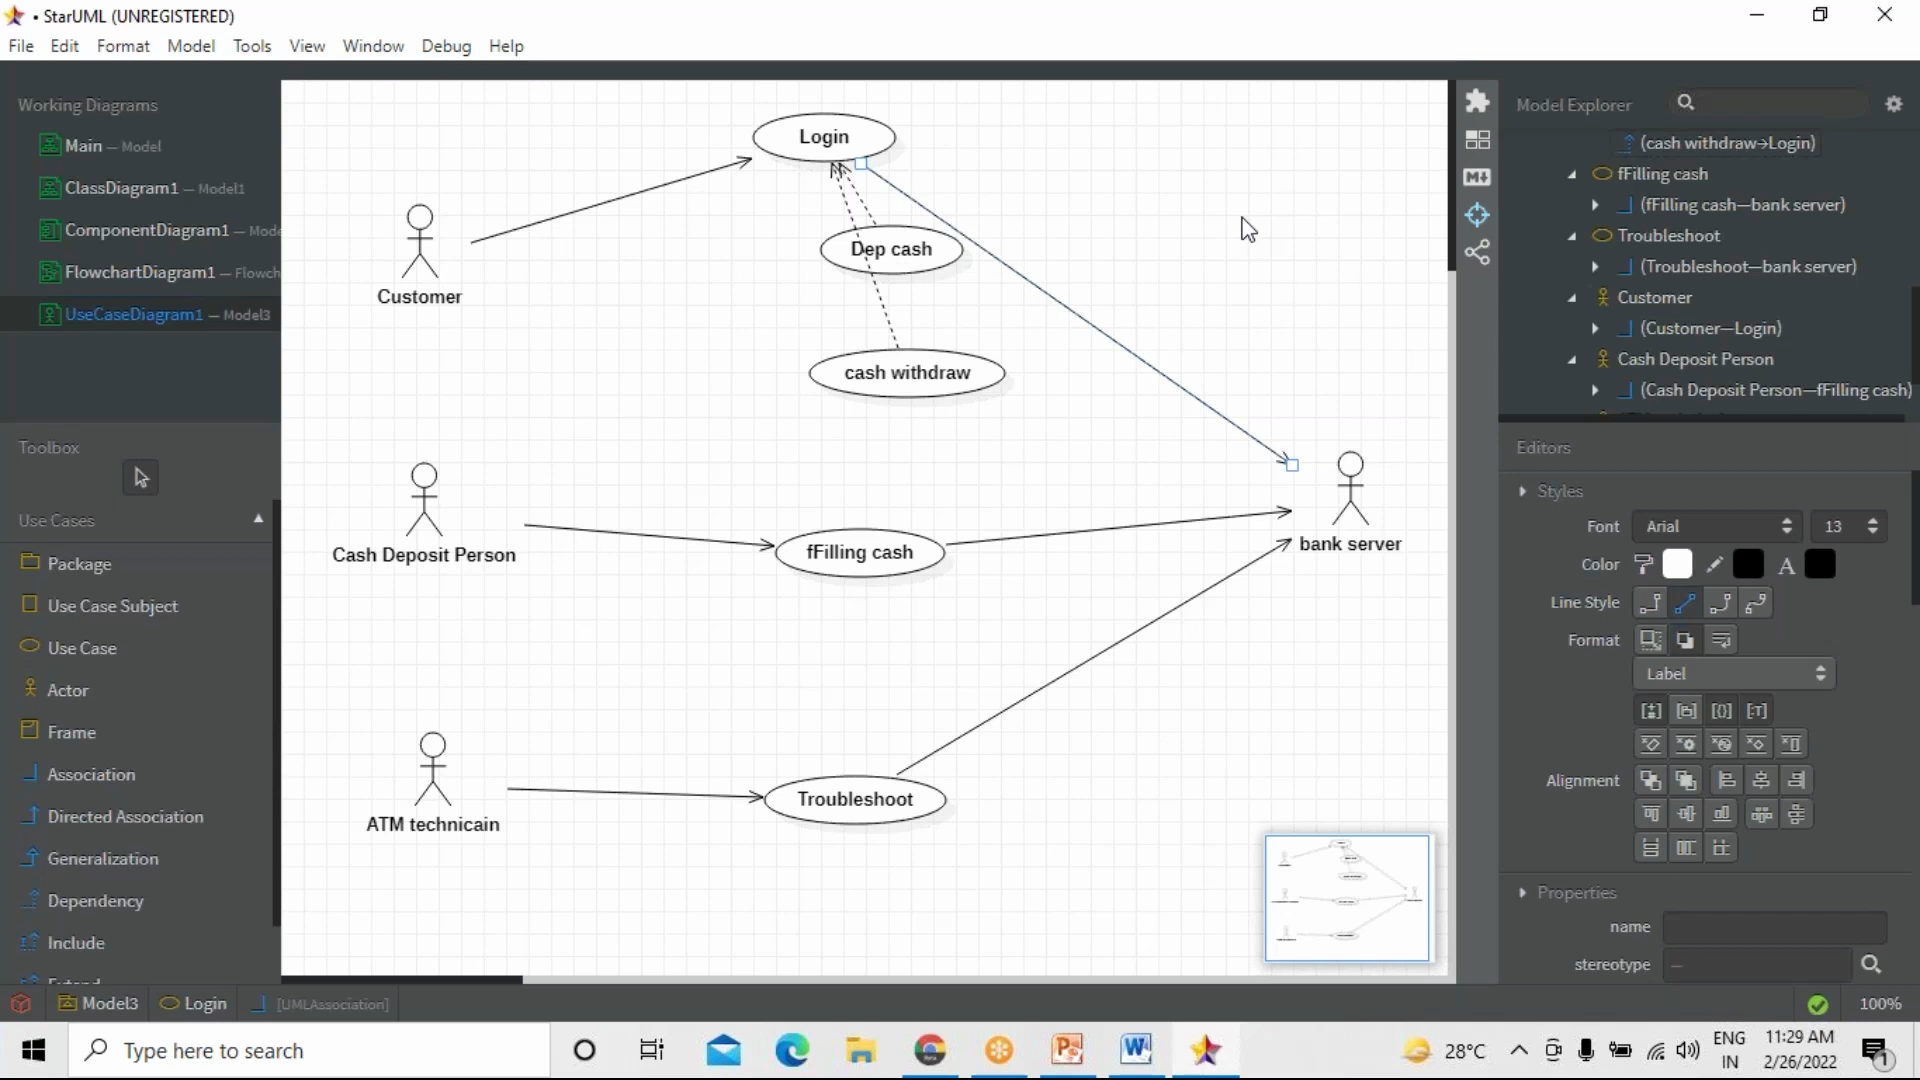 • StarUML (UNREGISTERED)
File Edit Format Model Tools View Window Debug Help
Working Diagrams
Main — Model
ClassDiagram1 — Model1
ComponentDiagram1 — Mode
FlowchartDiagram1 — Flowch
UseCaseDiagram1 — Model3
Toolbox
Use Cases
Package
Use Case Subject
Use Case
Actor
Frame
Association
Directed Association
Generalization
Dependency
Include
Extend
Login
Customer
Dep cash
cash withdraw
Cash Deposit Person
fFilling cash
bank server
ATM technicain
Troubleshoot
M↓
Model Explorer
(cash withdraw→Login)
fFilling cash
(fFilling cash—bank server)
Troubleshoot
(Troubleshoot—bank server)
Customer
(Customer—Login)
Cash Deposit Person
(Cash Deposit Person—fFilling cash)
Editors
Styles
Font Arial 13
Color A
Line Style
Format
Label
Alignment
Properties
name
stereotype —
Model3 Login [UMLAssociation] 100%
Type here to search
28°C
ENG
IN
11:29 AM
2/26/2022
1